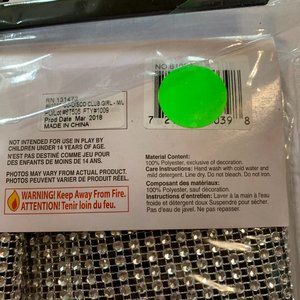 NO.
RN 101473
CLUB GIRL - M/L
FTY#1009
Prod Date Mar 2018
MADE IN CHINA
NOT INTENDED FOR USE IN PLAY BY
CHILDREN UNDER 14 YEARS OF AGE.
N'EST PAS DESTINÉ COMME JEU POUR
DES ENFANTS DE MOINS DE 14 ANS.
PHOTOS MAY VARY FROM ACTUAL PRODUCT.
PHOTOS PEUVENT VARIER DU PRODUIT RÉEL.
WARNING! Keep Away From Fire.
ATTENTION! Tenir loin du feu.
Material Content:
100% Polyester, exclusive of decoration.
Care Instructions: Hand wash with cool water and
mild detergent. Line dry. Do not bleach. Do not iron.
Composant des matériaux:
100% Polyester, sauf décoration.
Instructions d'entretien: Laver à la main à l'eau
froide et détergent doux Suspendre pour sécher.
Pas d'eau de javel. Ne pas repasser.